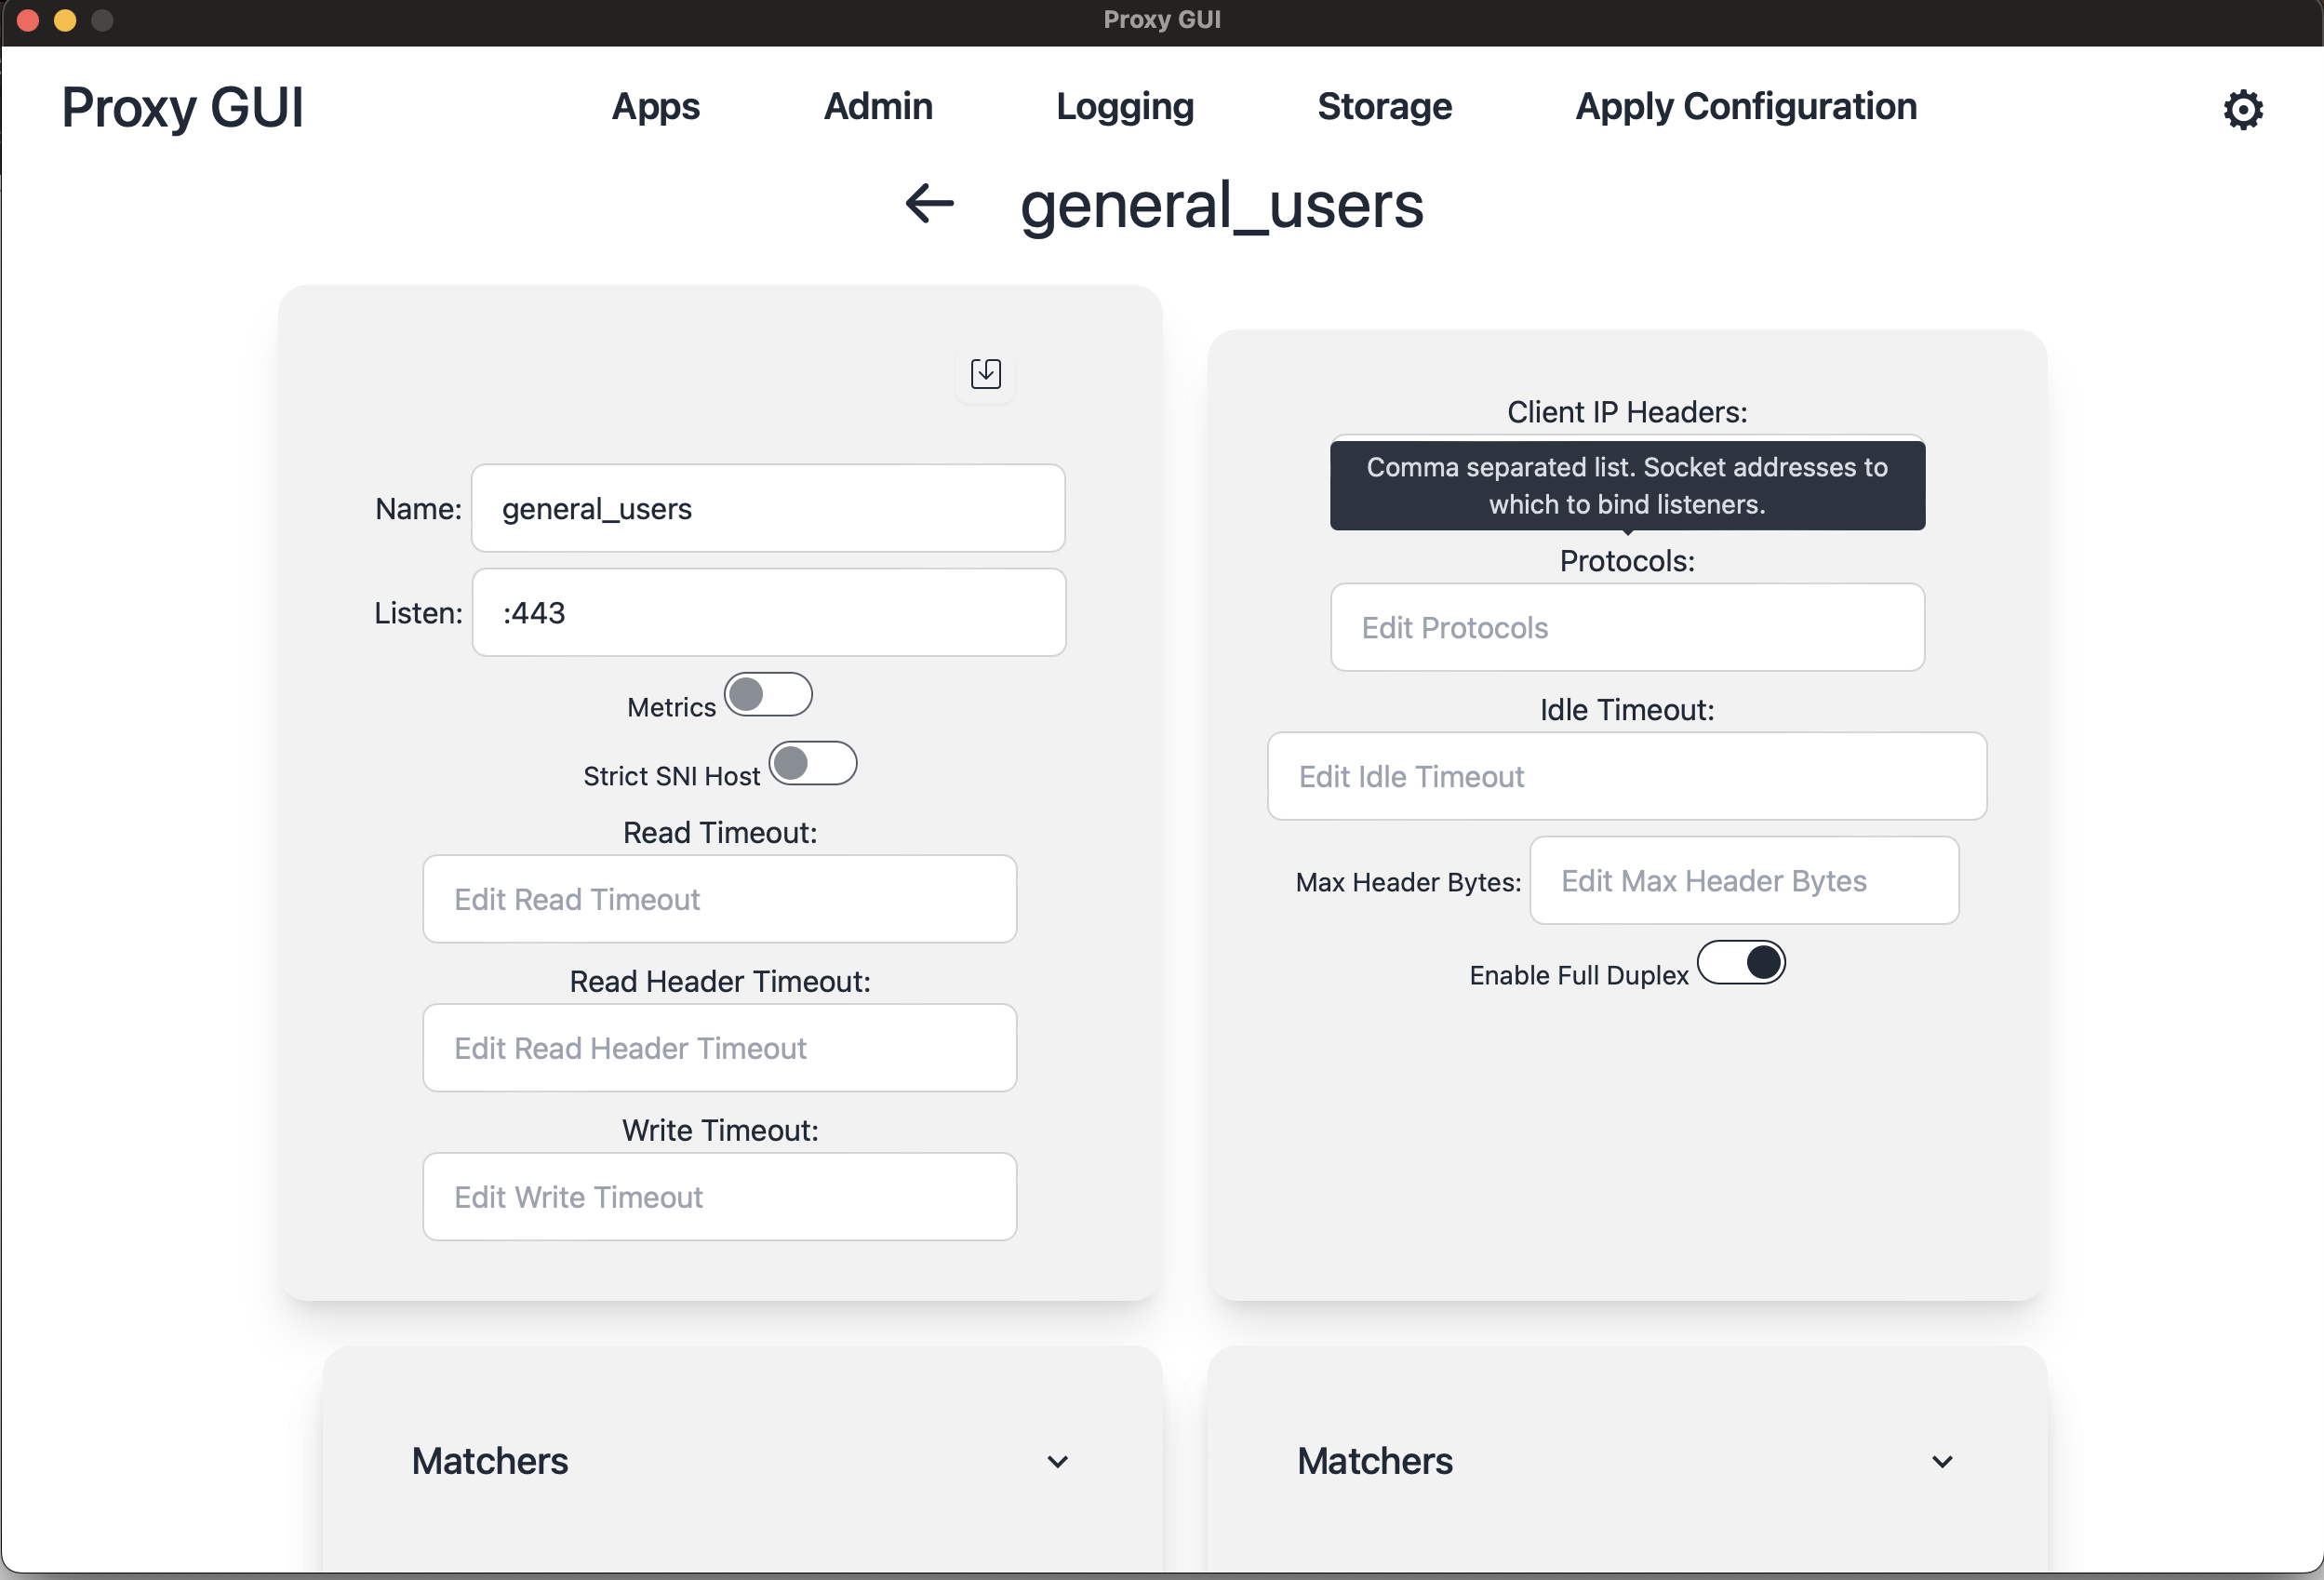 Proxy GUI
Proxy GUI
Apps
Admin
Logging
Storage
Apply Configuration
general_users
Name:
general_users
Listen:
:443
Metrics
Strict SNI Host
Read Timeout:
Edit Read Timeout
Read Header Timeout:
Edit Read Header Timeout
Write Timeout:
Edit Write Timeout
Client IP Headers:
Comma separated list. Socket addresses to
which to bind listeners.
Protocols:
Edit Protocols
Idle Timeout:
Edit Idle Timeout
Max Header Bytes:
Edit Max Header Bytes
Enable Full Duplex
Matchers
Matchers